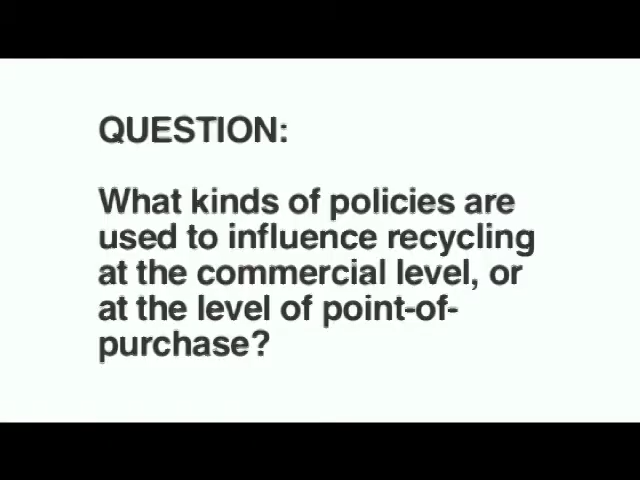 QUESTION:
What kinds of policies are
used to influence recycling
at the commercial level, or
at the level of point-of-
purchase?